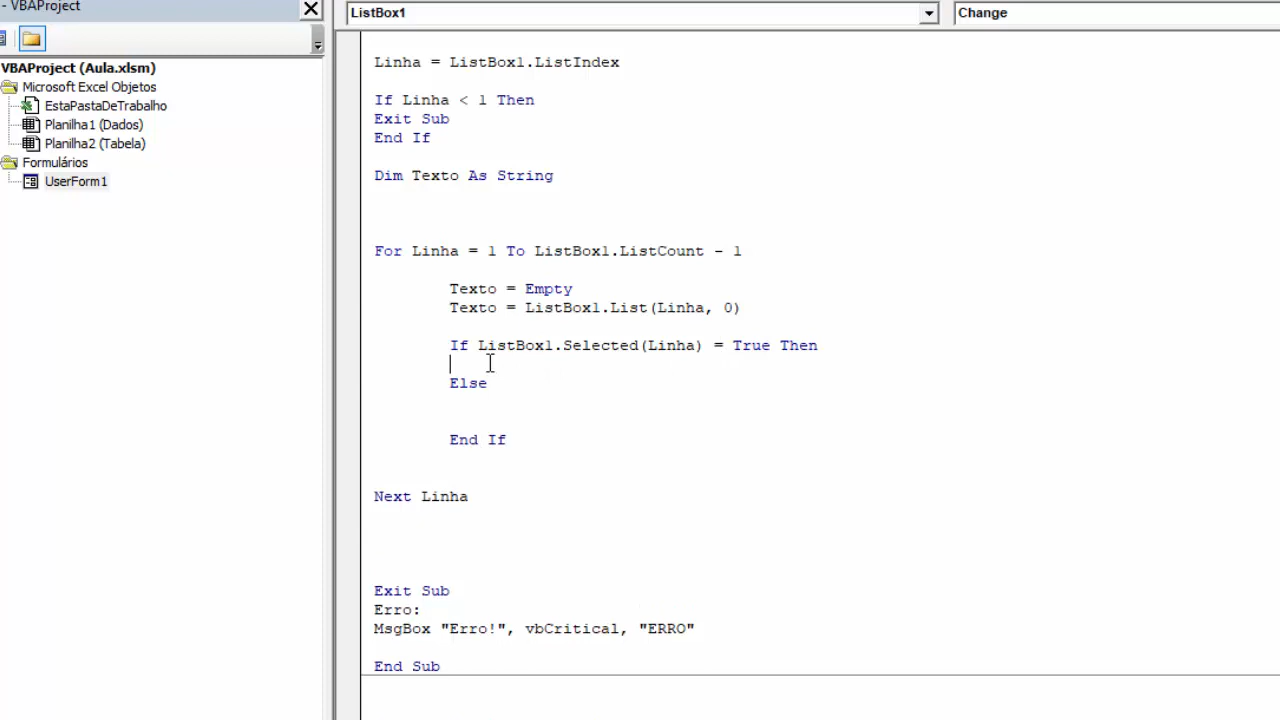 - VBAProject
ListBox1
Change
VBAProject (Aula.xlsm)
Microsoft Excel Objetos
EstaPastaDeTrabalho
Planilha1 (Dados)
Planilha2 (Tabela)
Formulários
UserForm1
Linha = ListBox1.ListIndex
If Linha < 1 Then
Exit Sub
End If
Dim Texto As String
For Linha = 1 To ListBox1.ListCount - 1
Texto = Empty
Texto = ListBox1.List(Linha, 0)
If ListBox1.Selected(Linha) = True Then
Else
End If
Next Linha
Exit Sub
Erro:
MsgBox "Erro!", vbCritical, "ERRO"
End Sub